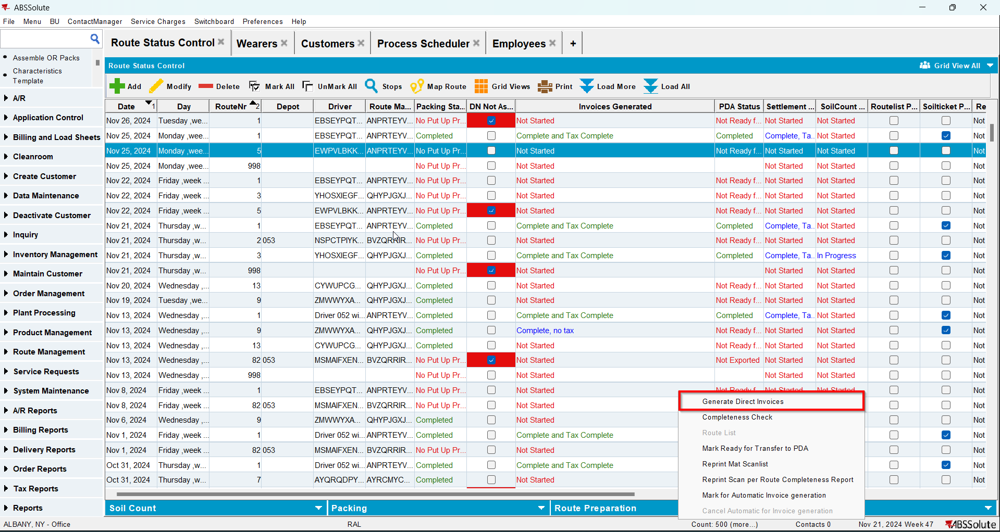 ABSSolute
File Menu BU ContactManager Service Charges Switchboard Preferences Help
Route Status Control Wearers Customers Process Scheduler Employees +
Assemble OR Packs
Characteristics
Template
A/R
Application Control
Billing and Load Sheets
Cleanroom
Create Customer
Data Maintenance
Deactivate Customer
Inquiry
Inventory Management
Maintain Customer
Order Management
Plant Processing
Product Management
Route Management
Service Requests
System Maintenance
A/R Reports
Billing Reports
Delivery Reports
Order Reports
Tax Reports
Reports
Route Status Control Grid View All
Add Modify Delete Mark All UnMark All Stops Map Route Grid Views Print Load More Load All
Date 1 Day RouteNr 2 Depot Driver Route Ma... Packing Sta... DN Not As... Invoices Generated PDA Status Settlement ... SoilCount ... Routelist P... Soilticket P... Re
Nov 26, 2024 Tuesday ,we... 1 EBSEYPQT... ANPRTEYV... No Put Up Pr... Not Started Not Ready f... Not Started Not Started Not
Nov 25, 2024 Monday ,wee... 1 EBSEYPQT... ANPRTEYV... Completed Complete and Tax Complete Completed Complete, Ta... Not Started Not
Nov 25, 2024 Monday ,wee... 5 EWPVLBKK... ANPRTEYV... No Put Up Pr... Not Started Not Ready f... Not Started Not Started Not
Nov 25, 2024 Monday ,wee... 998 No Put Up Pr... Not Started Not Started Not Started Not
Nov 22, 2024 Friday ,week ... 1 EBSEYPQT... ANPRTEYV... No Put Up Pr... Not Started Not Ready f... Not Started Not Started Not
Nov 22, 2024 Friday ,week ... 3 YHOSXIEGF... QHYPJGXJ... No Put Up Pr... Not Started Not Ready f... Not Started Not Started Not
Nov 22, 2024 Friday ,week ... 5 EWPVLBKK... ANPRTEYV... No Put Up Pr... Not Started Not Ready f... Not Started Not Started Not
Nov 21, 2024 Thursday ,w... 1 EBSEYPQT... ANPRTEYV... Completed Complete and Tax Complete Completed Complete, Ta... Not Started Not
Nov 21, 2024 Thursday ,w... 2 053 NSPCTPIYK... BVZQRRIR... No Put Up Pr... Not Started Not Ready f... Not Started Not Started Not
Nov 21, 2024 Thursday ,w... 3 YHOSXIEGF... QHYPJGXJ... Completed Complete and Tax Complete Completed Complete, Ta... In Progress Not
Nov 21, 2024 Thursday ,w... 998 No Put Up Pr... Not Started Not Started Not Started Not
Nov 20, 2024 Wednesday ,... 13 CYWUPCG... QHYPJGXJ... Completed Not Started Not Ready f... Not Started Not Started Not
Nov 19, 2024 Tuesday ,we... 9 ZMWWYXA... QHYPJGXJ... Completed Not Started Not Ready f... Not Started Not Started Not
Nov 13, 2024 Wednesday ,... 1 Driver 052 wi... ANPRTEYV... Completed Complete and Tax Complete Completed Complete, Ta... Not Started Not
Nov 13, 2024 Wednesday ,... 9 ZMWWYXA... QHYPJGXJ... Completed Complete, no tax Not Ready f... Not Started Not Started Not
Nov 13, 2024 Wednesday ,... 13 CYWUPCG... QHYPJGXJ... Completed Not Started Not Ready f... Not Started Not Started Not
Nov 13, 2024 Wednesday ,... 82 053 MSMAIFXEN... BVZQRRIR... No Put Up Pr... Not Started Not Exported Not Started Not Started Not
Nov 13, 2024 Wednesday ,... 998 No Put Up Pr... Not Started Not Started Not Started Not
Nov 8, 2024 Friday ,week ... 1 EBSEYPQT... ANPRTEYV... No Put Up Pr... Not Started Not Ready f... Not Started Not Started Not
Nov 8, 2024 Friday ,week ... 82 053 MSMAIFXEN... BVZQRRIR... No Put Up Pr... Not Started Not
Nov 6, 2024 Wednesday ,... 9 ZMWWYXA... QHYPJGXJ... Completed Not Started Not
Nov 1, 2024 Friday ,week ... 1 Driver 052 wi... ANPRTEYV... Completed Complete and Tax Complete Not
Nov 1, 2024 Friday ,week ... 82 053 MSMAIFXEN... BVZQRRIR... No Put Up Pr... Not Started Not
Oct 31, 2024 Thursday ,w... 1 Driver 052 wi... ANPRTEYV... Completed Complete and Tax Complete Not
Oct 31, 2024 Thursday ,w... 7 AYQRQDPY... AYRCMYC... Completed Not Started Not
Generate Direct Invoices
Completeness Check
Route List
Mark Ready for Transfer to PDA
Reprint Mat Scanlist
Reprint Scan per Route Completeness Report
Mark for Automatic Invoice generation
Cancel Automatic for Invoice generation
Soil Count Packing Route Preparation
ALBANY, NY - Office RAL Count: 500 (more...) Contacts 0 Nov 21, 2024 Week 47 ABSSolute